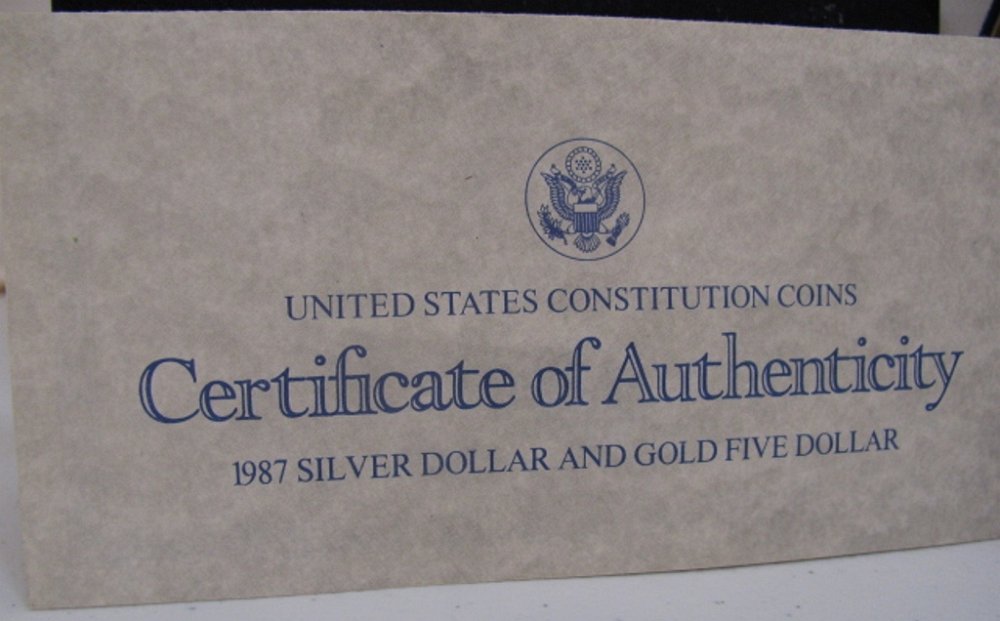 UNITED STATES CONSTITUTION COINS
Certificate of Authenticity
1987 SILVER DOLLAR AND GOLD FIVE DOLLAR